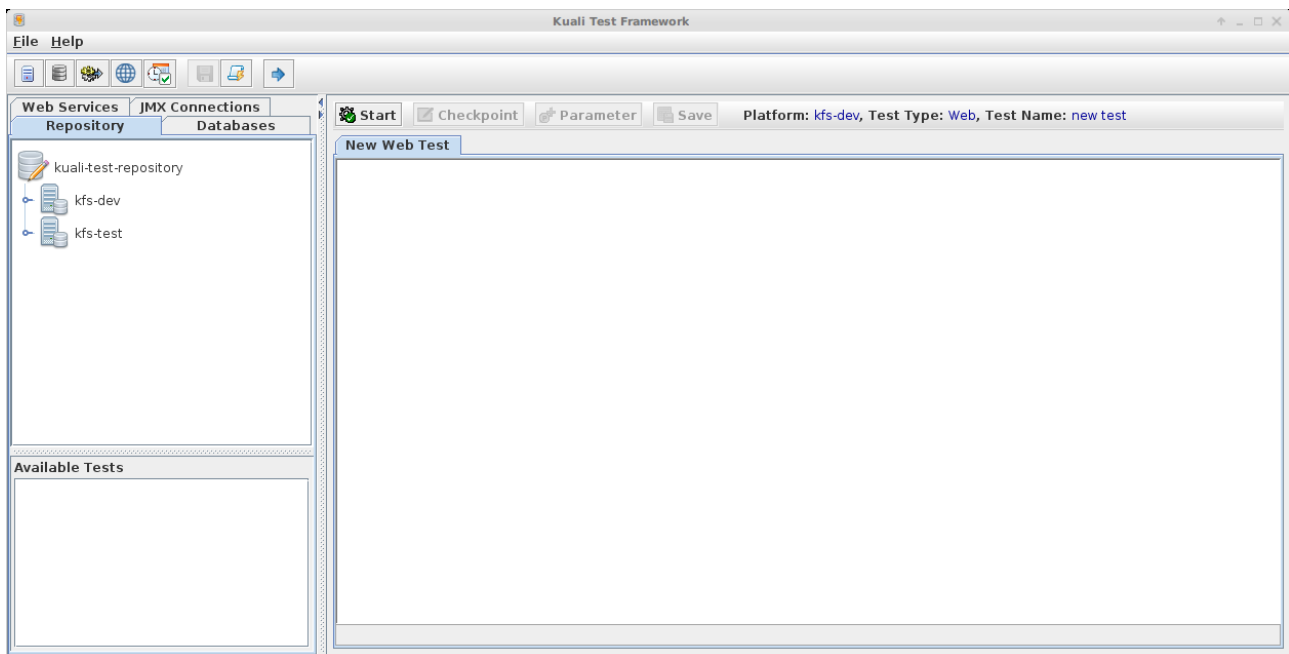 Kuali Test Framework
File Help
Web Services JMX Connections
Repository Databases
kuali-test-repository
kfs-dev
kfs-test
Available Tests
Start Checkpoint Parameter Save Platform: kfs-dev, Test Type: Web, Test Name: new test
New Web Test